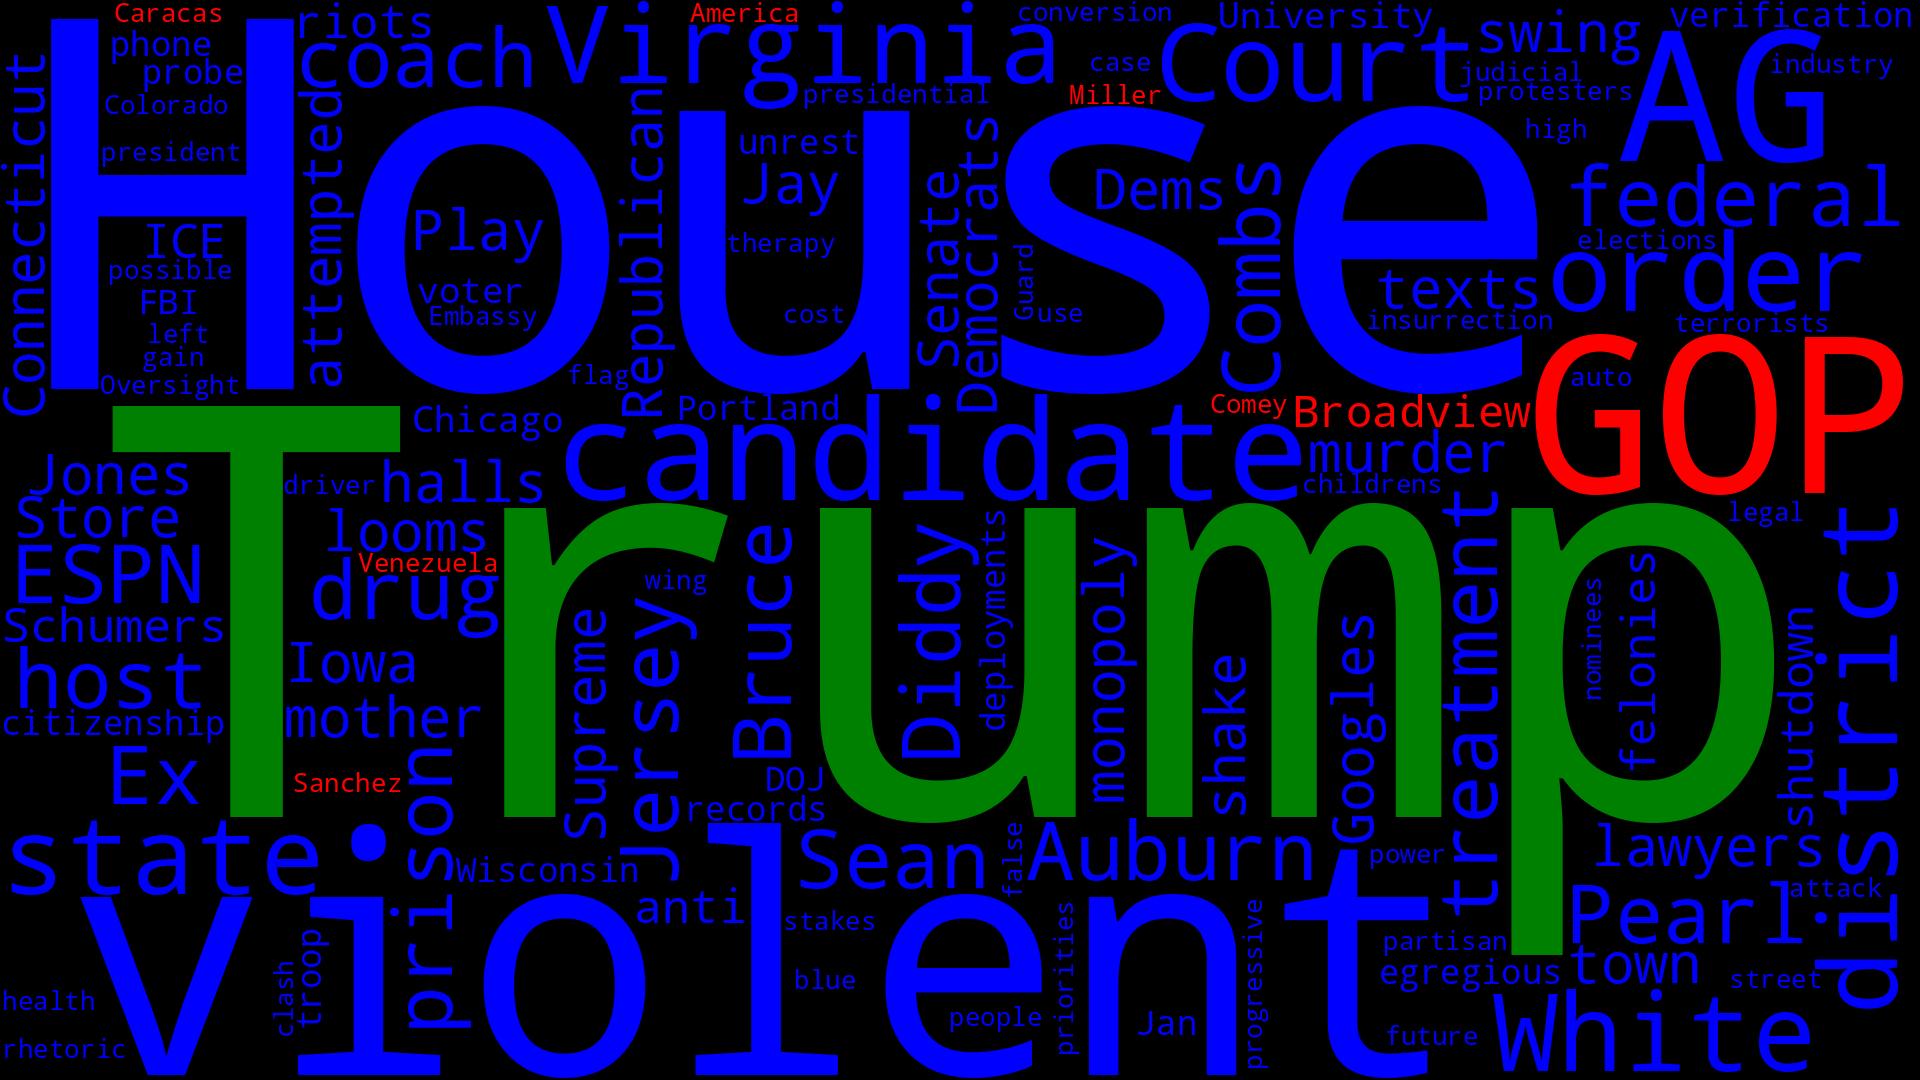 Caracas
riots
coach
Virginia
America
conversion
University
Court
swing
verification
AG
industry
phone
probe
Colorado
president
House
Connecticut
attempted
Republican
presidential
case
Miller
judicial
protesters
high
unrest
Jay
therapy
cost
Senate
Democrats
Guard
use
Dems
Combs
federal
elections
order
texts
insurrection
terrorists
ICE
possible
FBI
left
gain
Oversight
Play
voter
Embassy
flag
GOP
auto
Trump
Chicago
Portland
candidate
Comey
Broadview
murder
childrens
legal
district
Jones
Store
ESPN
Schumers
host
citizenship
Ex
driver
halls
looms
Venezuela
drug
Iowa
mother
Sanchez
wing
Supreme
Jersey
Bruce
Diddy
deployments
monopoly
shake
Googles
treatment
nominees
felonies
shutdown
DOJ
records
state
prison
violent
Wisconsin
anti
Sean
false
Auburn
power
lawyers
Pearl
attack
stakes
blue
people
priorities
Jan
progressive
partisan
egregious
town
street
future
White
health
rhetoric
clash
troop